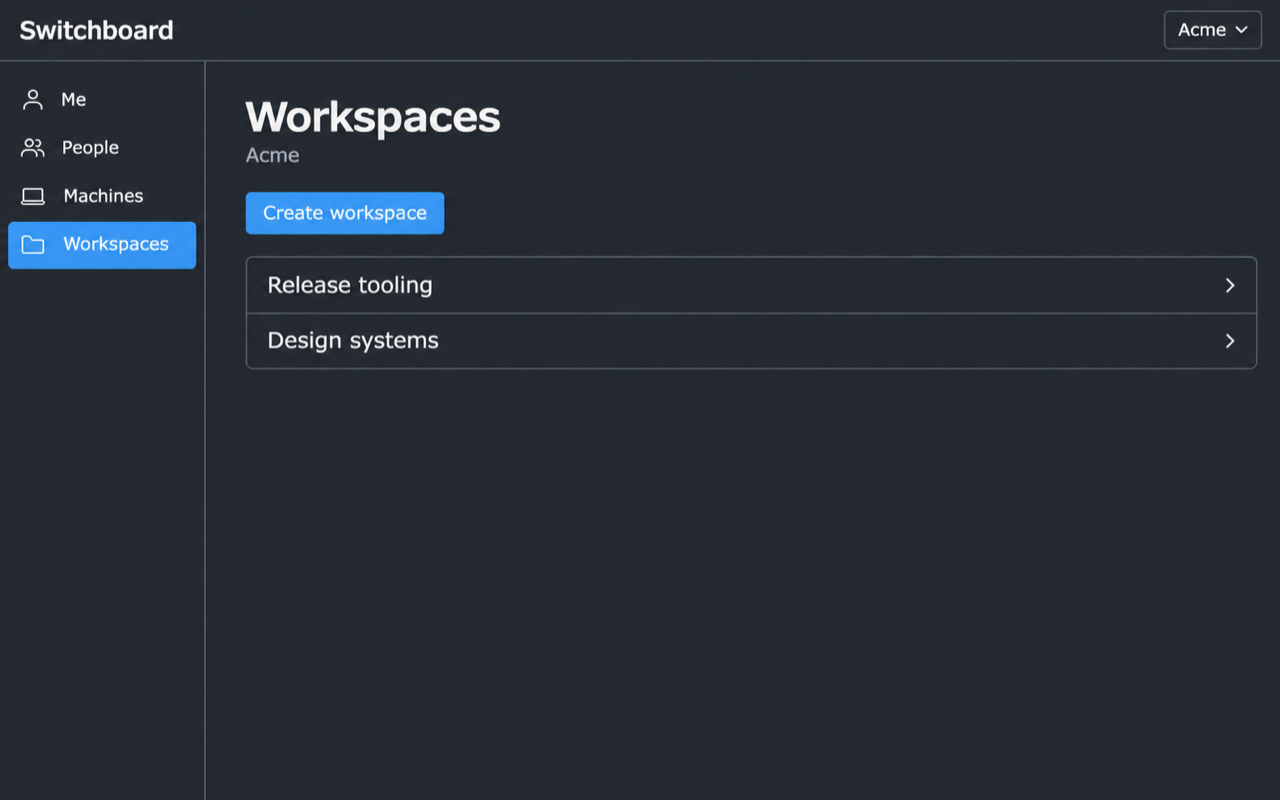 Switchboard
Acme
Me
People
Machines
Workspaces
Workspaces
Acme
Create workspace
Release tooling
Design systems